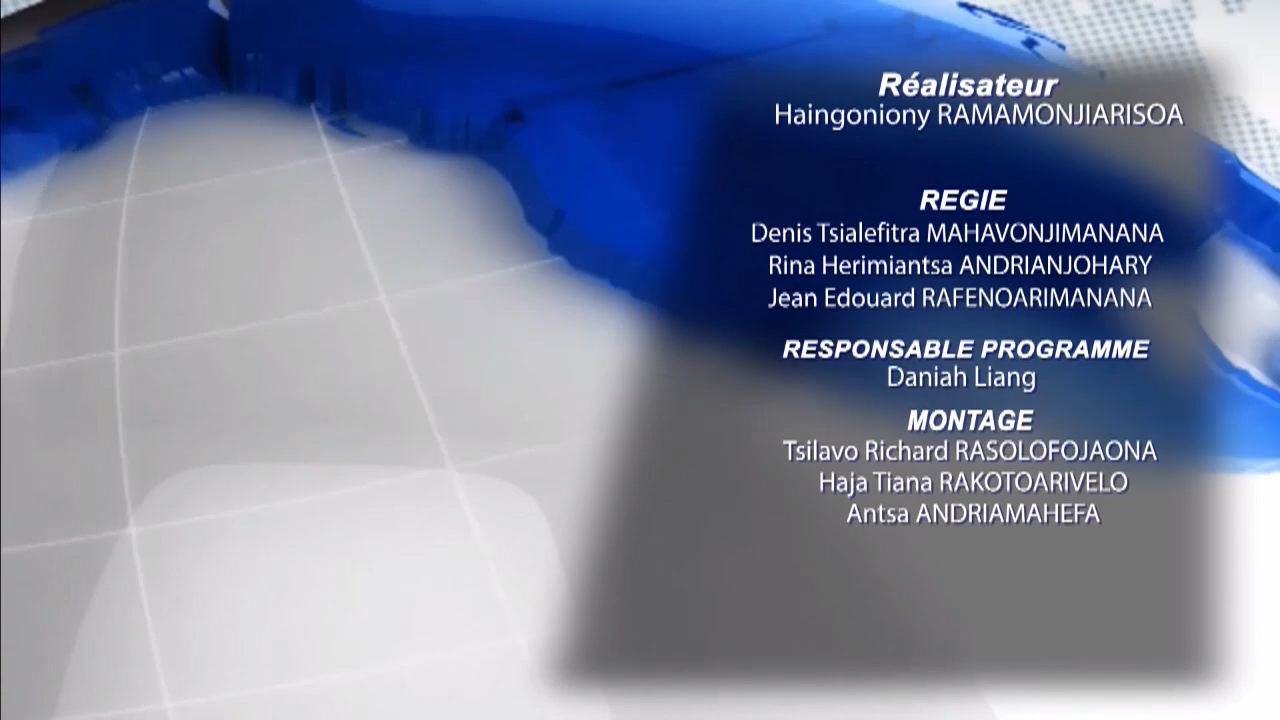 Réalisateur
Haingoniony RAMAMONJIARISOA
REGIE
Denis Tsialefitra MAHAVONJIMANANA
Rina Herimiantsa ANDRIANJOHARY
Jean Edouard RAFENOARIMANANA
RESPONSABLE PROGRAMME
Daniah Liang
MONTAGE
Tsilavo Richard RASOLOFOJAONA
Haja Tiana RAKOTOARIVELO
Antsa ANDRIAMAHEFA